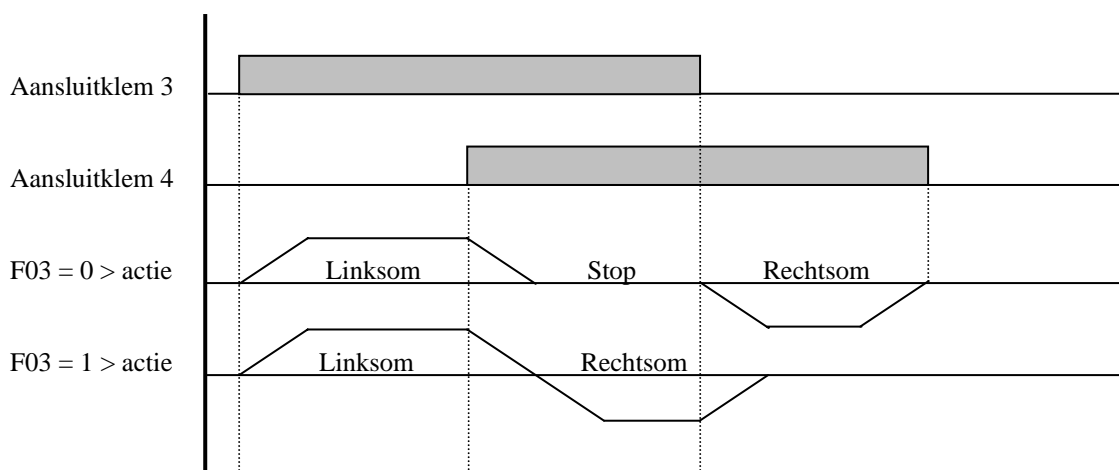 Aansluitklem 3
Aansluitklem 4
F03 = 0 > actie
Linksom
Stop
Rechtsom
F03 = 1 > actie
Linksom
Rechtsom